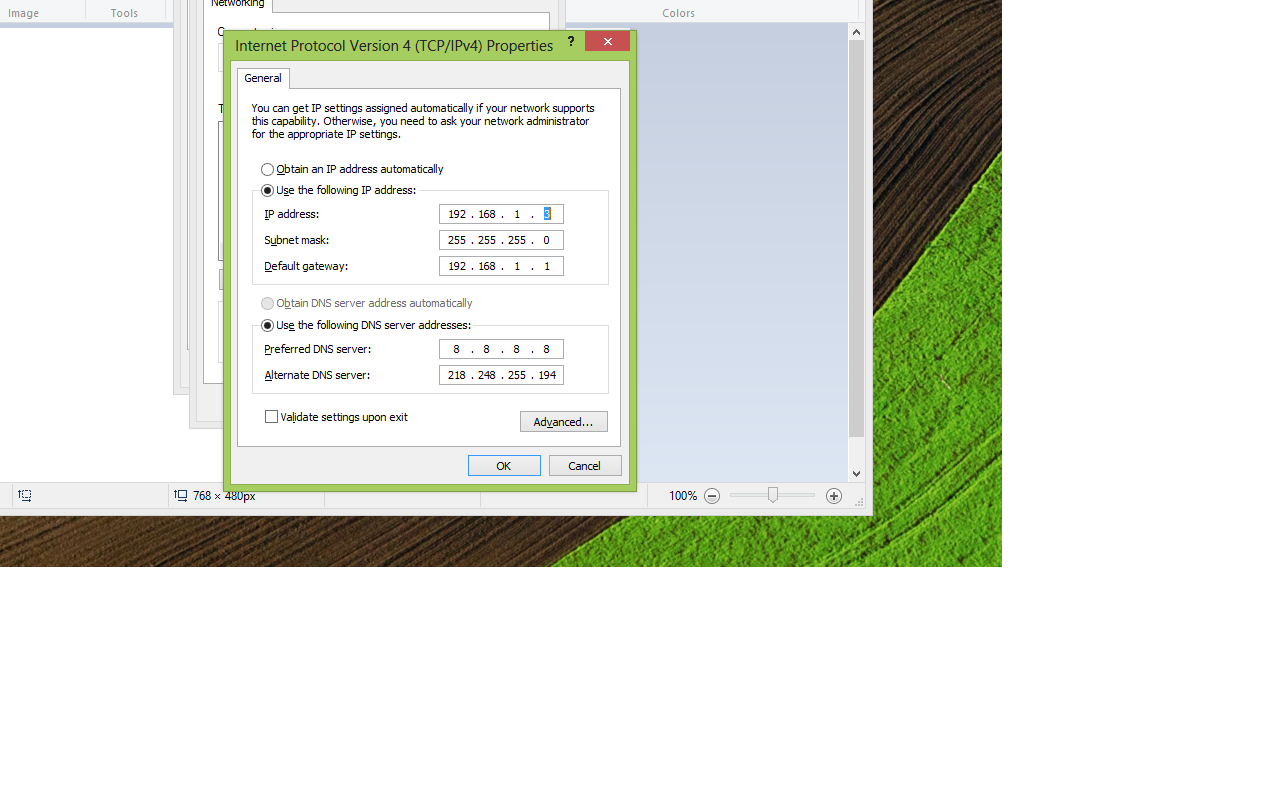 Image
Tools
Networking
Colors
Internet Protocol Version 4 (TCP/IPv4) Properties ?
General
You can get IP settings assigned automatically if your network supports
this capability. Otherwise, you need to ask your network administrator
for the appropriate IP settings.
Obtain an IP address automatically
Use the following IP address:
IP address: 192 . 168 . 1 . 3
Subnet mask: 255 . 255 . 255 . 0
Default gateway: 192 . 168 . 1 . 1
Obtain DNS server address automatically
Use the following DNS server addresses:
Preferred DNS server: 8 . 8 . 8 . 8
Alternate DNS server: 218 . 248 . 255 . 194
Validate settings upon exit
Advanced...
OK
Cancel
768 × 480px
100%